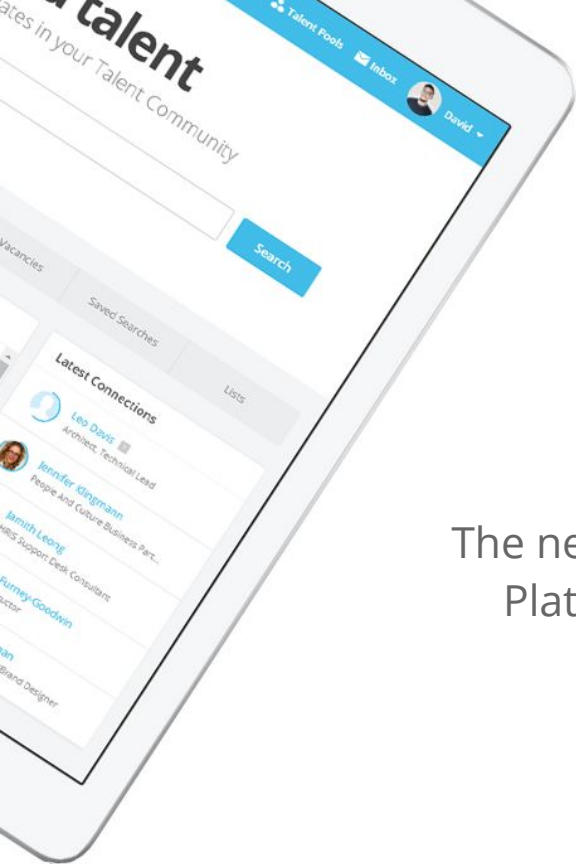 talent
ates in your Talent Community
Talent Pools
Inbox
David
Search
Vacancies
Saved Searches
Lists
Latest Connections
Leo Davis
Architect, Technical Lead
Jennifer Klingmann
People And Culture Business Part...
Jamith Leong
HRIS Support Desk Consultant
Furney-Goodwin
uctor
an
Brand Designer
The ne
Plat